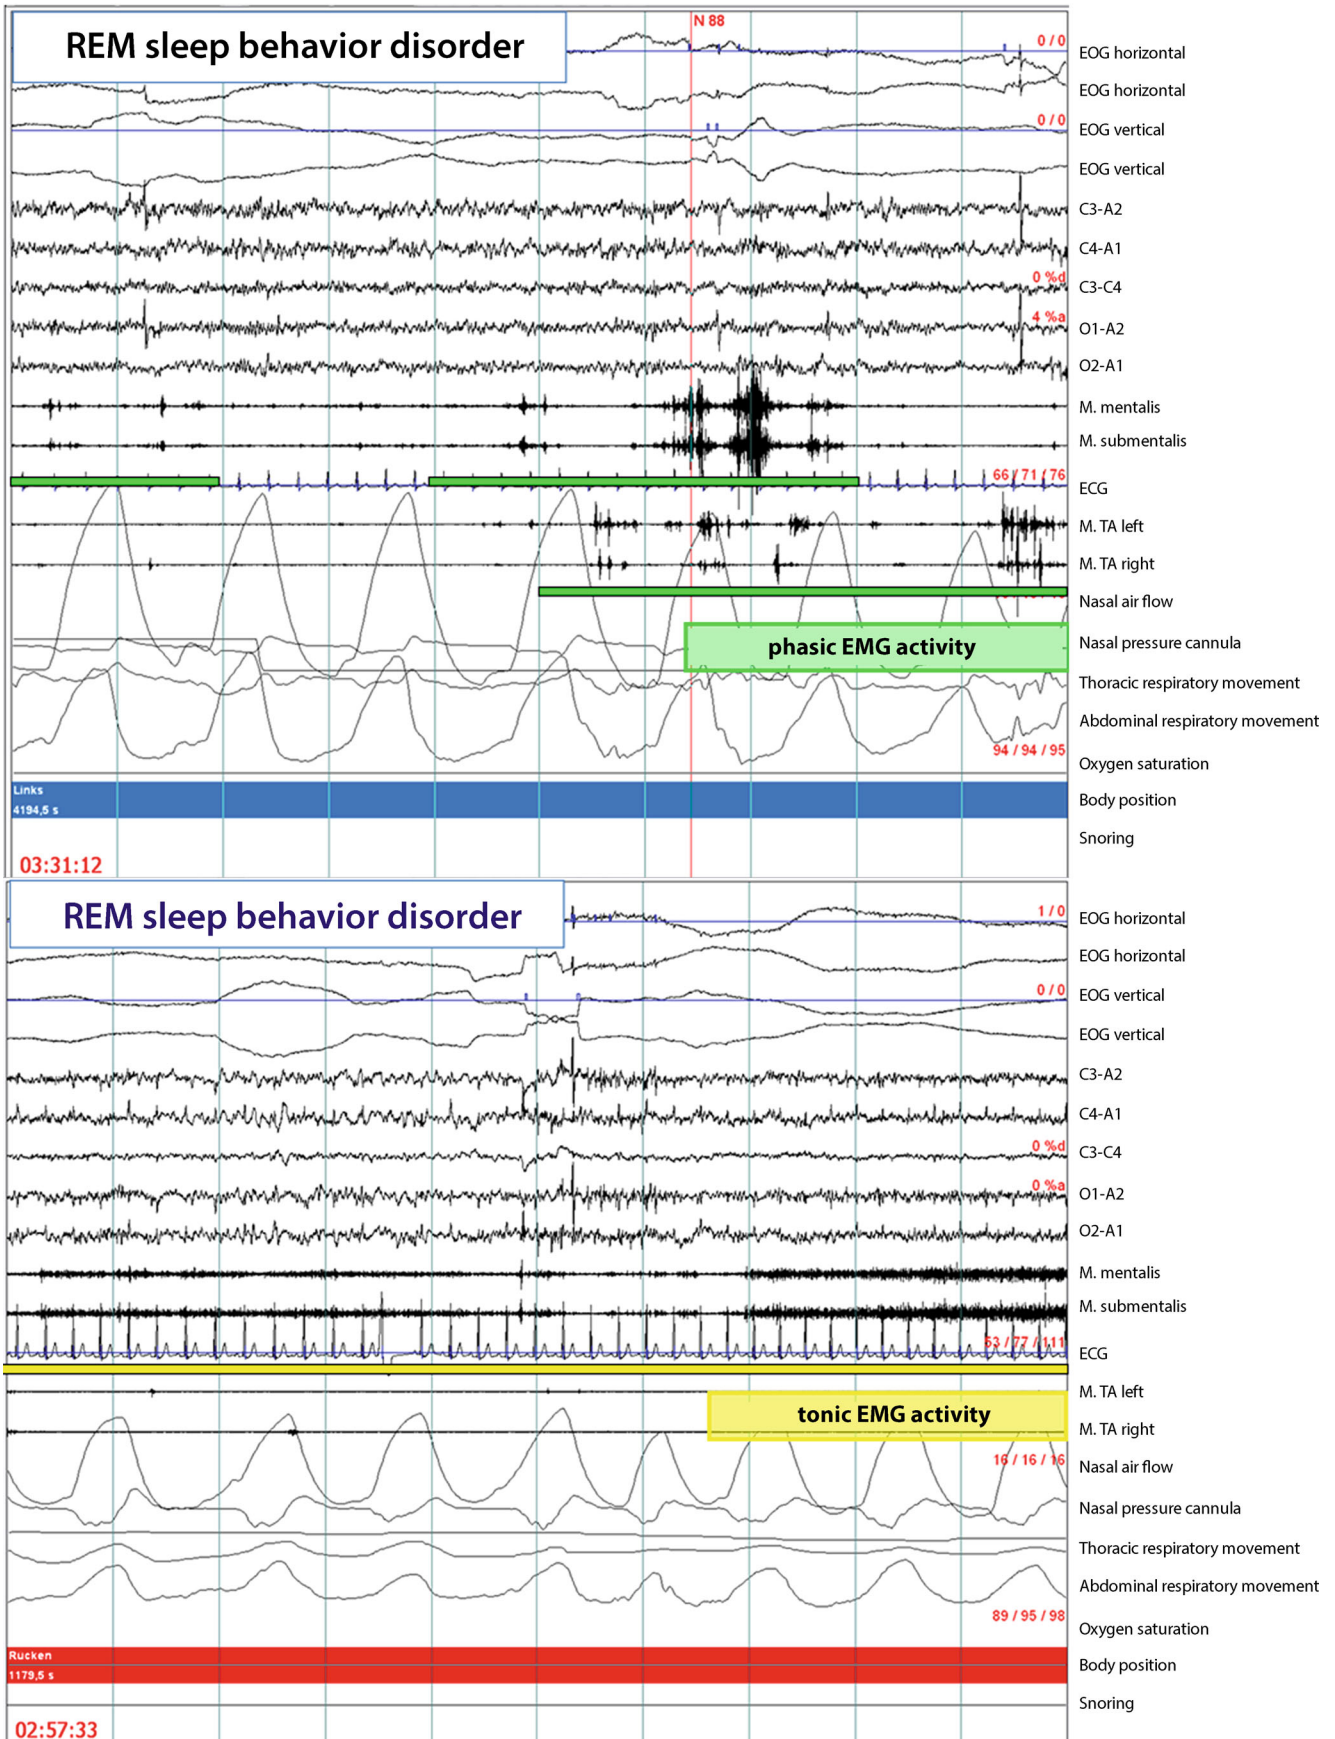 REM sleep behavior disorder
N 88
0 / 0
EOG horizontal
EOG horizontal
0 / 0
EOG vertical
EOG vertical
C3-A2
C4-A1
0 %d
C3-C4
4 %a
O1-A2
O2-A1
M. mentalis
M. submentalis
66 / 71 / 76
ECG
M. TA left
M. TA right
Nasal air flow
phasic EMG activity
Nasal pressure cannula
Thoracic respiratory movement
Abdominal respiratory movement
94 / 94 / 95
Oxygen saturation
Links
4194,5 s
Body position
Snoring
03:31:12
REM sleep behavior disorder
1 / 0
EOG horizontal
EOG horizontal
0 / 0
EOG vertical
EOG vertical
C3-A2
C4-A1
0 %d
C3-C4
0 %a
O1-A2
O2-A1
M. mentalis
M. submentalis
53 / 77 / 111
ECG
M. TA left
tonic EMG activity
M. TA right
16 / 16 / 16
Nasal air flow
Nasal pressure cannula
Thoracic respiratory movement
Abdominal respiratory movement
89 / 95 / 98
Oxygen saturation
Rucken
1179,5 s
Body position
Snoring
02:57:33